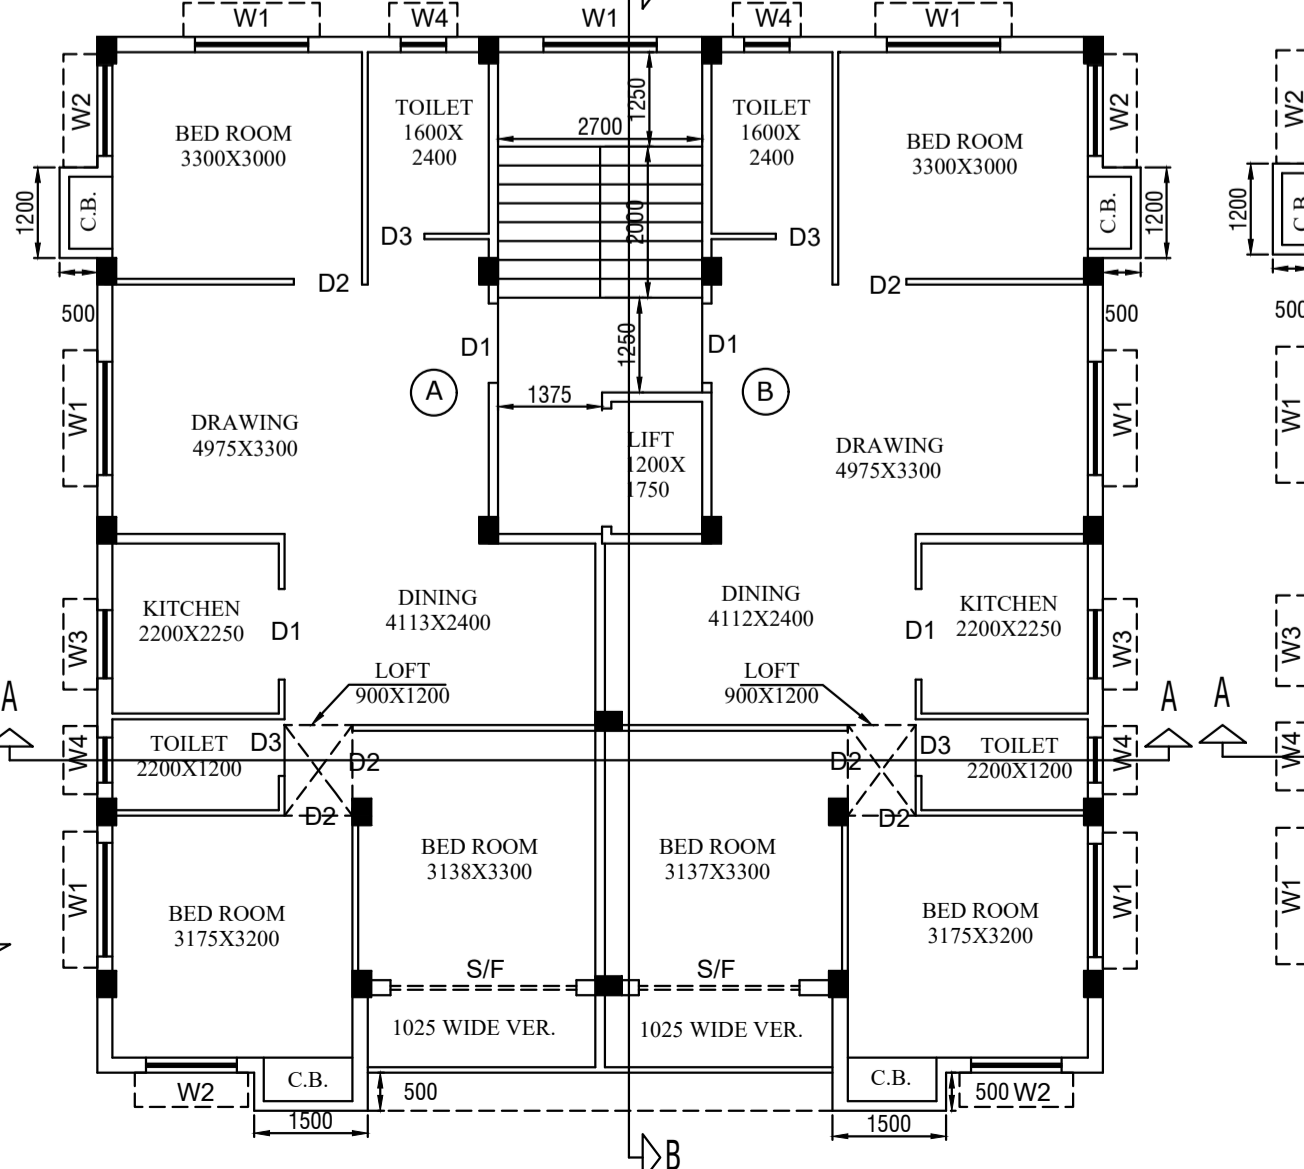 W1
W4
W1
W4
W1
W2
BED ROOM
3300X3000
TOILET
1600X
2400
1250
2700
TOILET
1600X
2400
BED ROOM
3300X3000
W2
W2
1200
C.B.
D3
2000
D3
C.B.
1200
1200
500
D2
D2
500
D1
1250
D1
A
1375
B
W1
DRAWING
4975X3300
LIFT
1200X
1750
DRAWING
4975X3300
W1
W1
W3
KITCHEN
2200X2250
D1
DINING
4113X2400
DINING
4112X2400
D1
KITCHEN
2200X2250
W3
W3
LOFT
900X1200
LOFT
900X1200
A
A
A
W4
TOILET
2200X1200
D3
D2
D2
D3
TOILET
2200X1200
W4
W4
D2
D2
W1
BED ROOM
3175X3200
BED ROOM
3138X3300
BED ROOM
3137X3300
BED ROOM
3175X3200
W1
W1
S/F
S/F
1025 WIDE VER.
1025 WIDE VER.
W2
C.B.
500
C.B.
500
W2
1500
1500
B